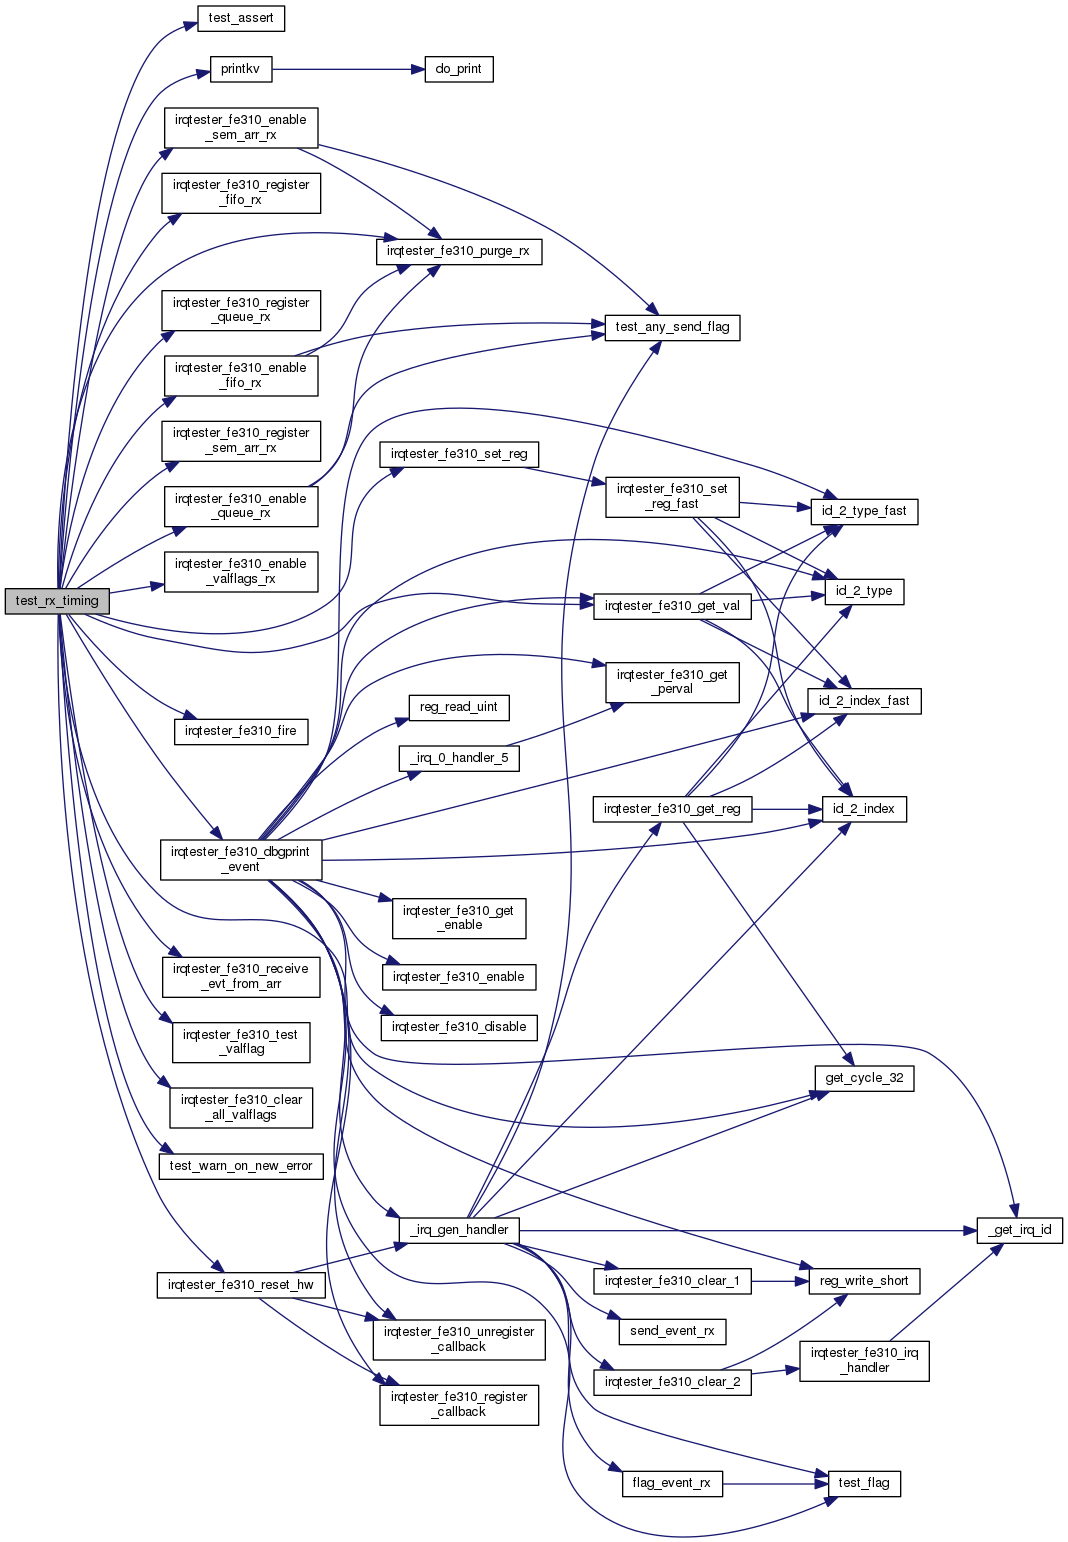 test_assert
printkv
do_print
irqtester_fe310_enable
_sem_arr_rx
irqtester_fe310_register
_fifo_rx
irqtester_fe310_purge_rx
irqtester_fe310_register
_queue_rx
test_any_send_flag
irqtester_fe310_enable
_fifo_rx
irqtester_fe310_register
_sem_arr_rx
irqtester_fe310_set_reg
irqtester_fe310_enable
_queue_rx
irqtester_fe310_set
_reg_fast
id_2_type_fast
irqtester_fe310_enable
_valflags_rx
test_rx_timing
irqtester_fe310_get_val
id_2_type
irqtester_fe310_get
_perval
id_2_index_fast
reg_read_uint
irqtester_fe310_fire
_irq_0_handler_5
irqtester_fe310_get_reg
id_2_index
irqtester_fe310_dbgprint
_event
irqtester_fe310_get
_enable
irqtester_fe310_receive
_evt_from_arr
irqtester_fe310_enable
irqtester_fe310_disable
irqtester_fe310_test
_valflag
get_cycle_32
irqtester_fe310_clear
_all_valflags
test_warn_on_new_error
_irq_gen_handler
_get_irq_id
irqtester_fe310_reset_hw
irqtester_fe310_clear_1
reg_write_short
irqtester_fe310_unregister
_callback
send_event_rx
irqtester_fe310_irq
_handler
irqtester_fe310_clear_2
irqtester_fe310_register
_callback
flag_event_rx
test_flag